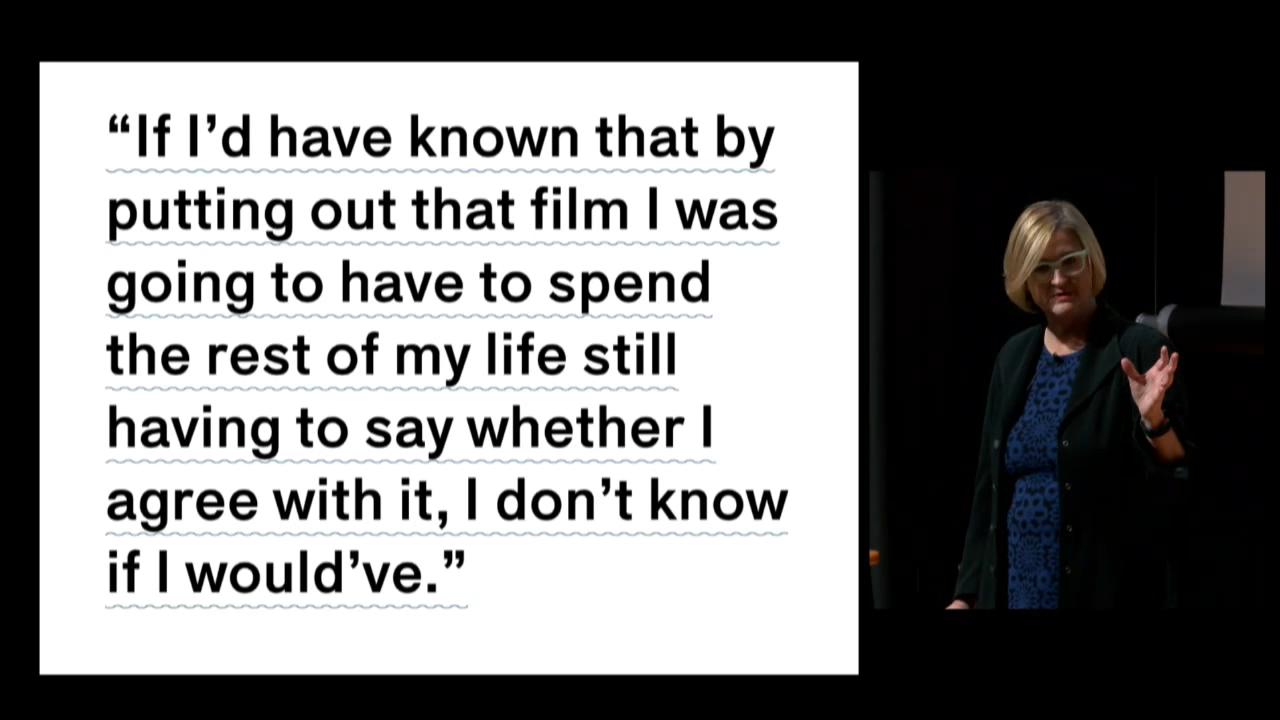 “If I’d have known that by
putting out that film I was
going to have to spend
the rest of my life still
having to say whether I
agree with it, I don’t know
if I would’ve.”